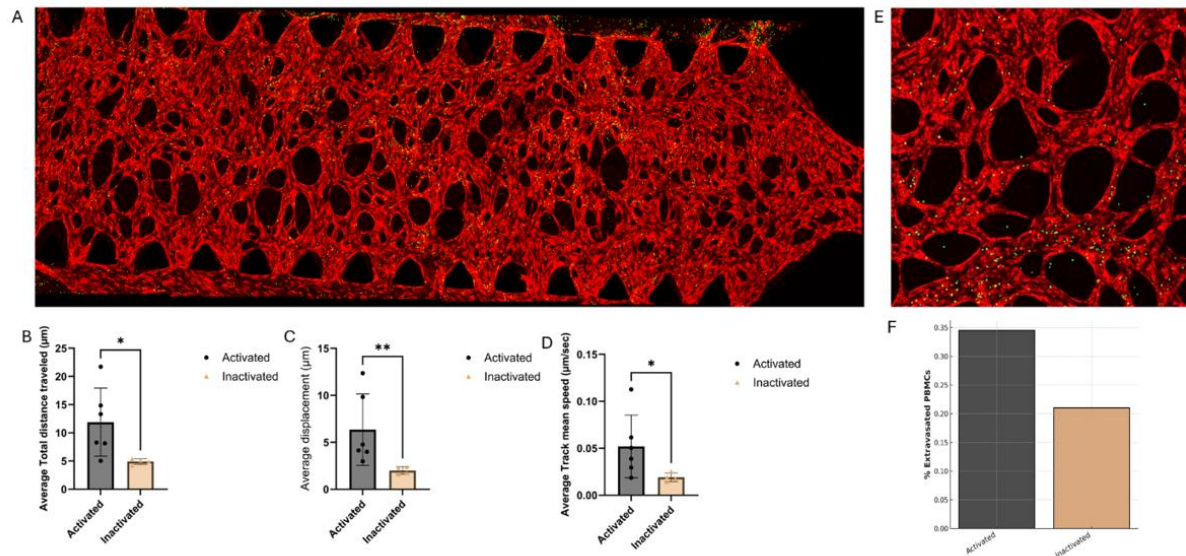 A
E
B
Average Total distance traveled (µm)
25
20
15
10
5
0
*
Activated
Inactivated
Activated
Inactivated
C
Average displacement (µm)
15
10
5
0
**
Activated
Inactivated
Activated
Inactivated
D
Average Track mean speed (µm/sec)
0.15
0.10
0.05
0.00
*
Activated
Inactivated
Activated
Inactivated
F
% Extravasated PBMCs
0.35
0.30
0.25
0.20
0.15
0.10
0.05
0.00
Activated
Inactivated